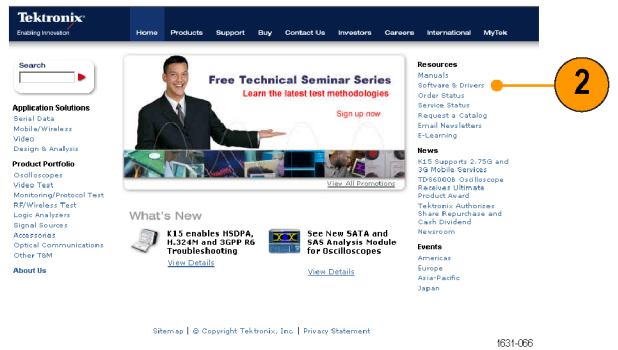 Tektronix
Enabling Innovation
Home Products Support Buy Contact Us Investors Careers International MyTek
Search
Application Solutions
Serial Data
Mobile/Wireless
Video
Design & Analysis
Product Portfolio
Oscilloscopes
Video Test
Monitoring/Protocol Test
RF/Wireless Test
Logic Analyzers
Signal Sources
Accessories
Optical Communications
Other T&M
About Us
Free Technical Seminar Series
Learn the latest test methodologies
Sign up now
View All Promotions
What's New
K15 enables HSDPA,
H.324M and 3GPP R6
Troubleshooting
View Details
See New SATA and
SAS Analysis Module
for Oscilloscopes
View Details
Resources
Manuals
Software & Drivers
Order Status
Service Status
Request a Catalog
Email Newsletters
E-Learning
News
K15 Supports 2.75G and
3G Mobile Services
TDS6000B Oscilloscope
Receives Ultimate
Product Award
Tektronix Authorizes
Share Repurchase and
Cash Dividend
Newsroom
Events
Americas
Europe
Asia-Pacific
Japan
2
Sitemap | © Copyright Tektronix, Inc. | Privacy Statement
1631-066